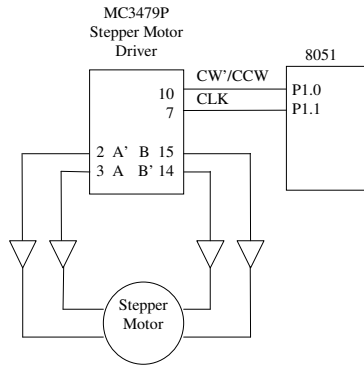 MC3479P
Stepper Motor
Driver
8051
CW'/CCW
10
P1.0
CLK
7
P1.1
2 A' B 15
3 A B' 14
Stepper
Motor